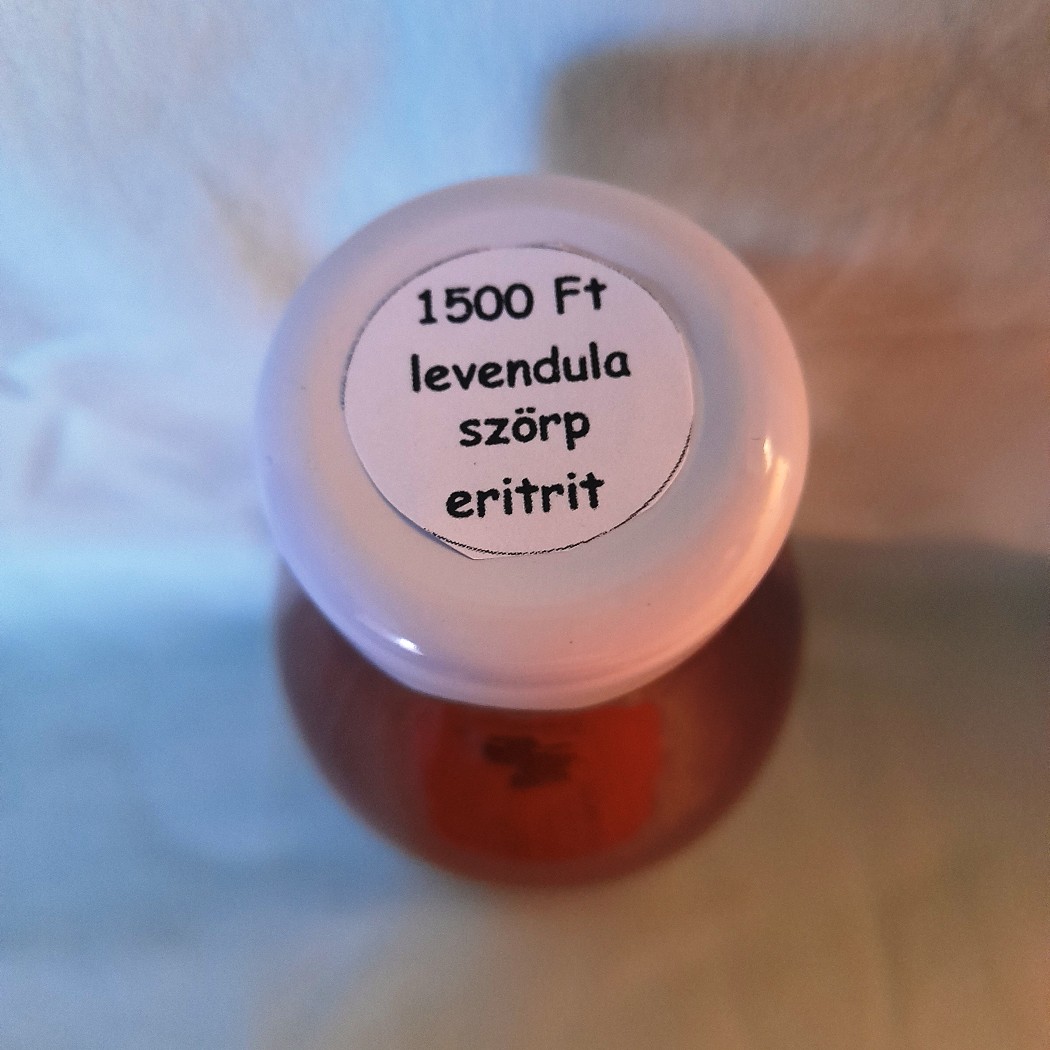 1500 Ft
levendula
szörp
eritrit